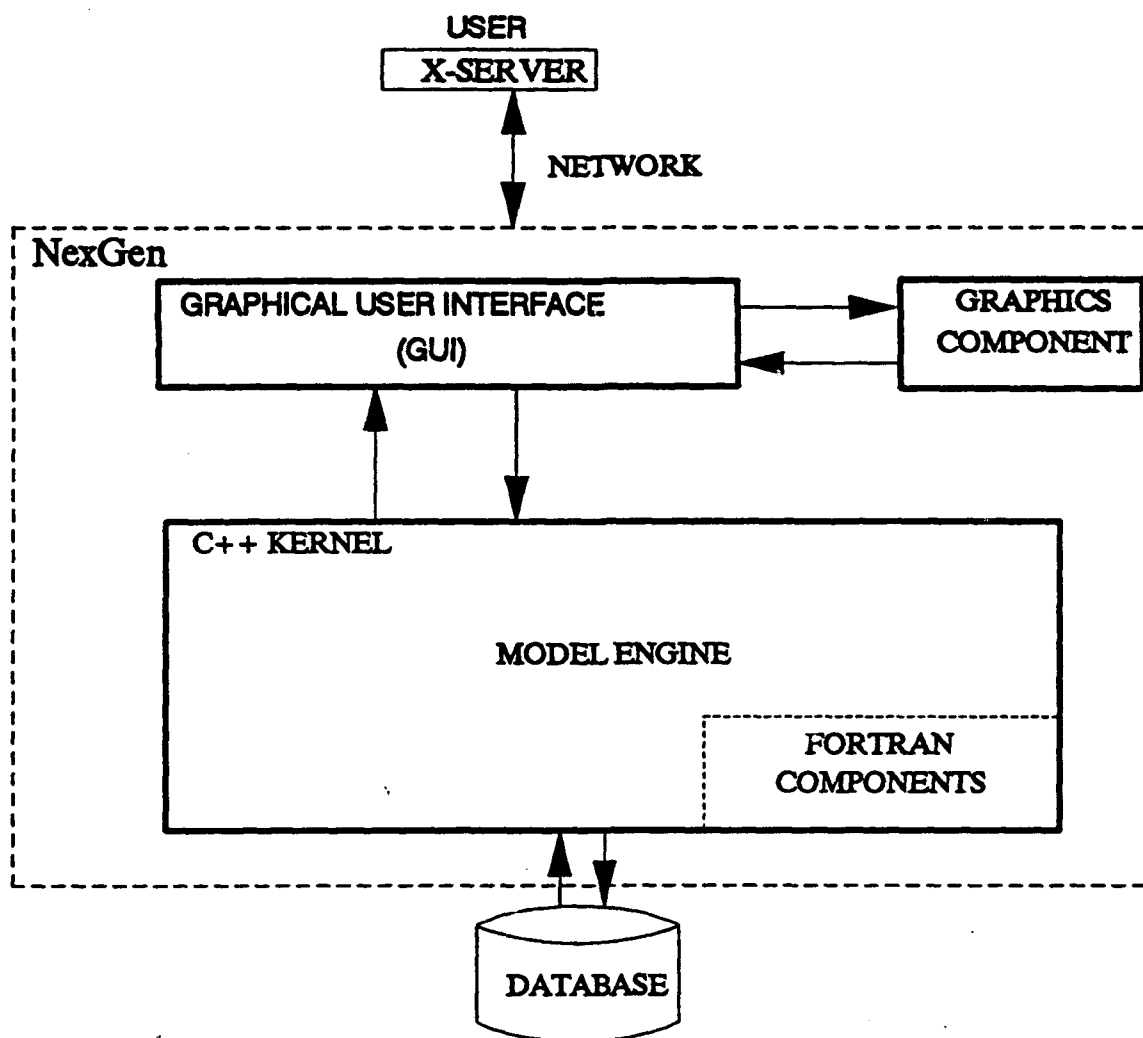 USER
X-SERVER
NETWORK
NexGen
GRAPHICAL USER INTERFACE
(GUI)
GRAPHICS
COMPONENT
C++ KERNEL
MODEL ENGINE
FORTRAN
COMPONENTS
DATABASE